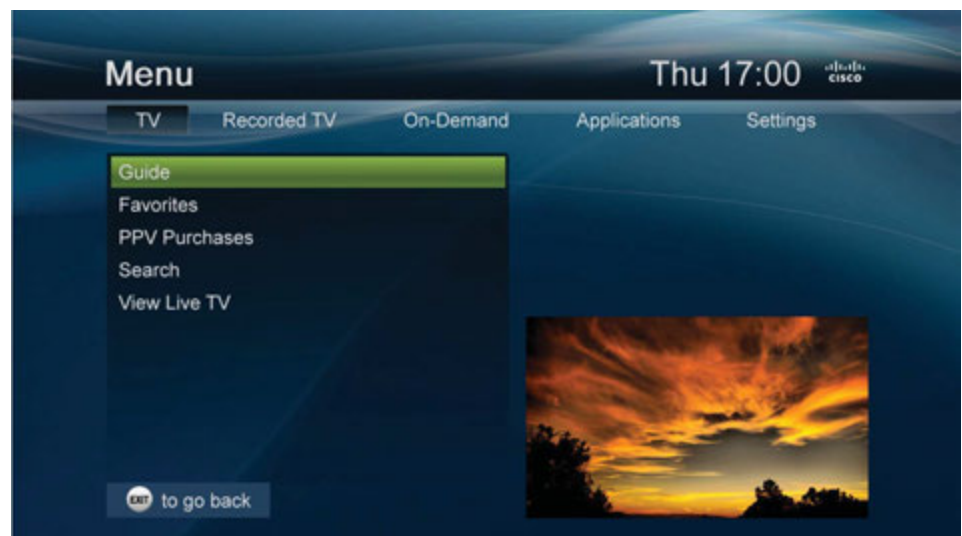 Menu
Thu 17:00
cisco
TV Recorded TV On-Demand Applications Settings
Guide
Favorites
PPV Purchases
Search
View Live TV
EXIT to go back